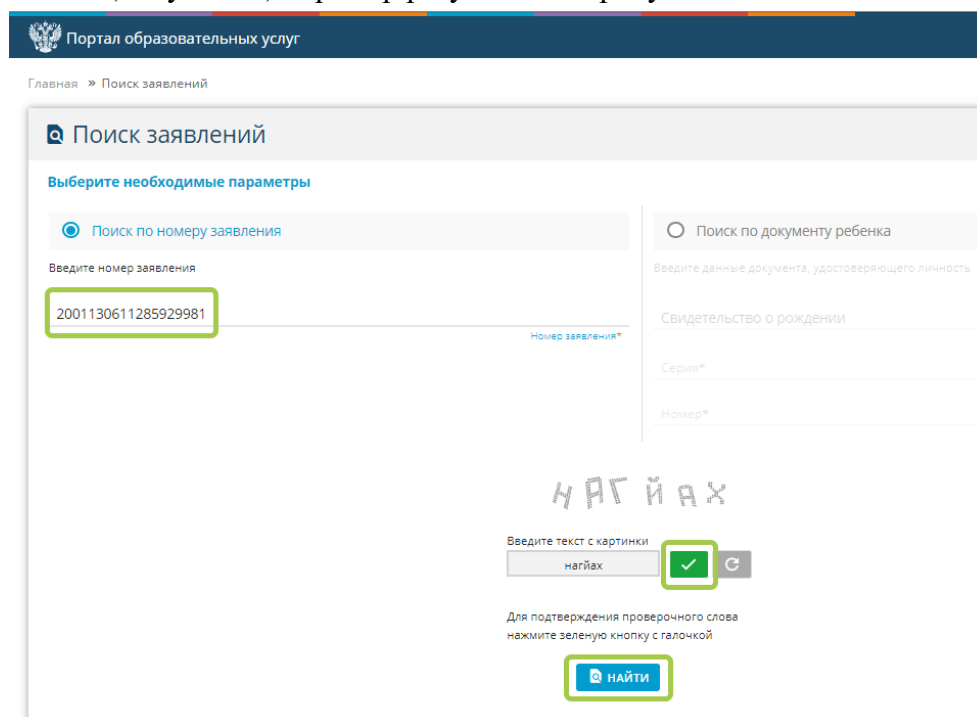 Портал образовательных услуг
Главная » Поиск заявлений
Поиск заявлений
Выберите необходимые параметры
Поиск по номеру заявления
Введите номер заявления
2001130611285929981
Номер заявления*
Поиск по документу ребенка
Введите данные документа, удостоверяющего личность
Свидетельство о рождении
Серия*
Номер*
НАГЙАХ
Введите текст с картинки
нагйах
Для подтверждения проверочного слова
нажмите зеленую кнопку с галочкой
НАЙТИ